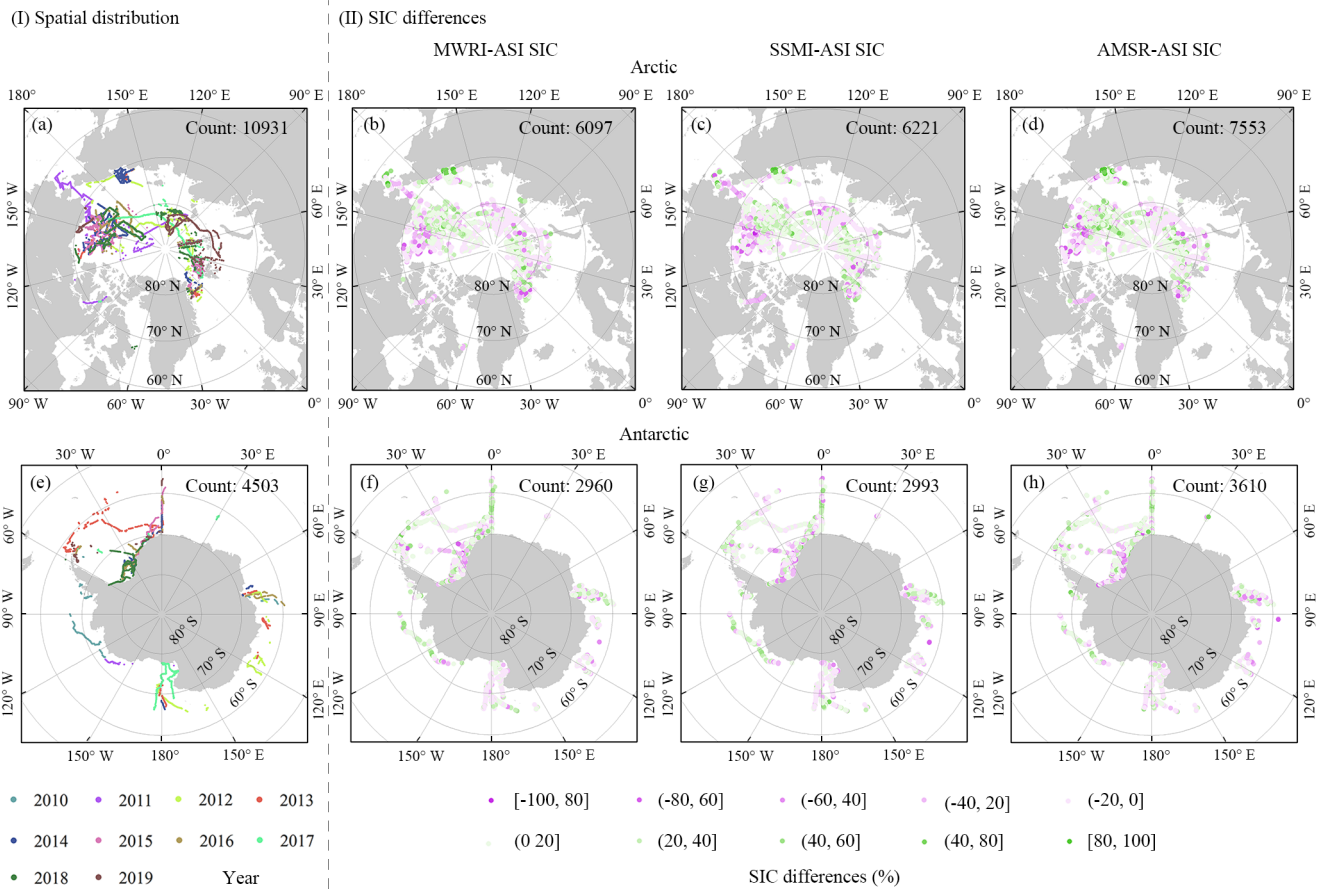 (I) Spatial distribution
(II) SIC differences
MWRI-ASI SIC
SSMI-ASI SIC
AMSR-ASI SIC
Arctic
180° 150° E 120° E 90° E
180° 150° E 120° E 90° E
180° 150° E 120° E 90° E
180° 150° E 120° E 90° E
(a) Count: 10931
(b) Count: 6097
(c) Count: 6221
(d) Count: 7553
150° W 60° E
150° W 60° E
150° W 60° E
150° W 60° E
120° W 80° N 30° E
120° W 80° N 30° E
120° W 80° N 30° E
120° W 80° N 30° E
70° N
70° N
70° N
70° N
60° N
60° N
60° N
60° N
90° W 60° W 30° W 0°
90° W 60° W 30° W 0°
90° W 60° W 30° W 0°
90° W 60° W 30° W 0°
Antarctic
30° W 0° 30° E
30° W 0° 30° E
30° W 0° 30° E
30° W 0° 30° E
(e) Count: 4503
(f) Count: 2960
(g) Count: 2993
(h) Count: 3610
60° W 60° E
60° W 60° E
60° W 60° E
60° W 60° E
90° W 80° S 90° E
90° W 80° S 90° E
90° W 80° S 90° E
90° W 80° S 90° E
70° S
70° S
70° S
70° S
120° W 60° S 120° E
120° W 60° S 120° E
120° W 60° S 120° E
120° W 60° S 120° E
150° W 180° 150° E
150° W 180° 150° E
150° W 180° 150° E
150° W 180° 150° E
2010 2011 2012 2013
2014 2015 2016 2017
2018 2019 Year
[-100, 80] (-80, 60] (-60, 40] (-40, 20] (-20, 0]
(0 20] (20, 40] (40, 60] (40, 80] [80, 100]
SIC differences (%)